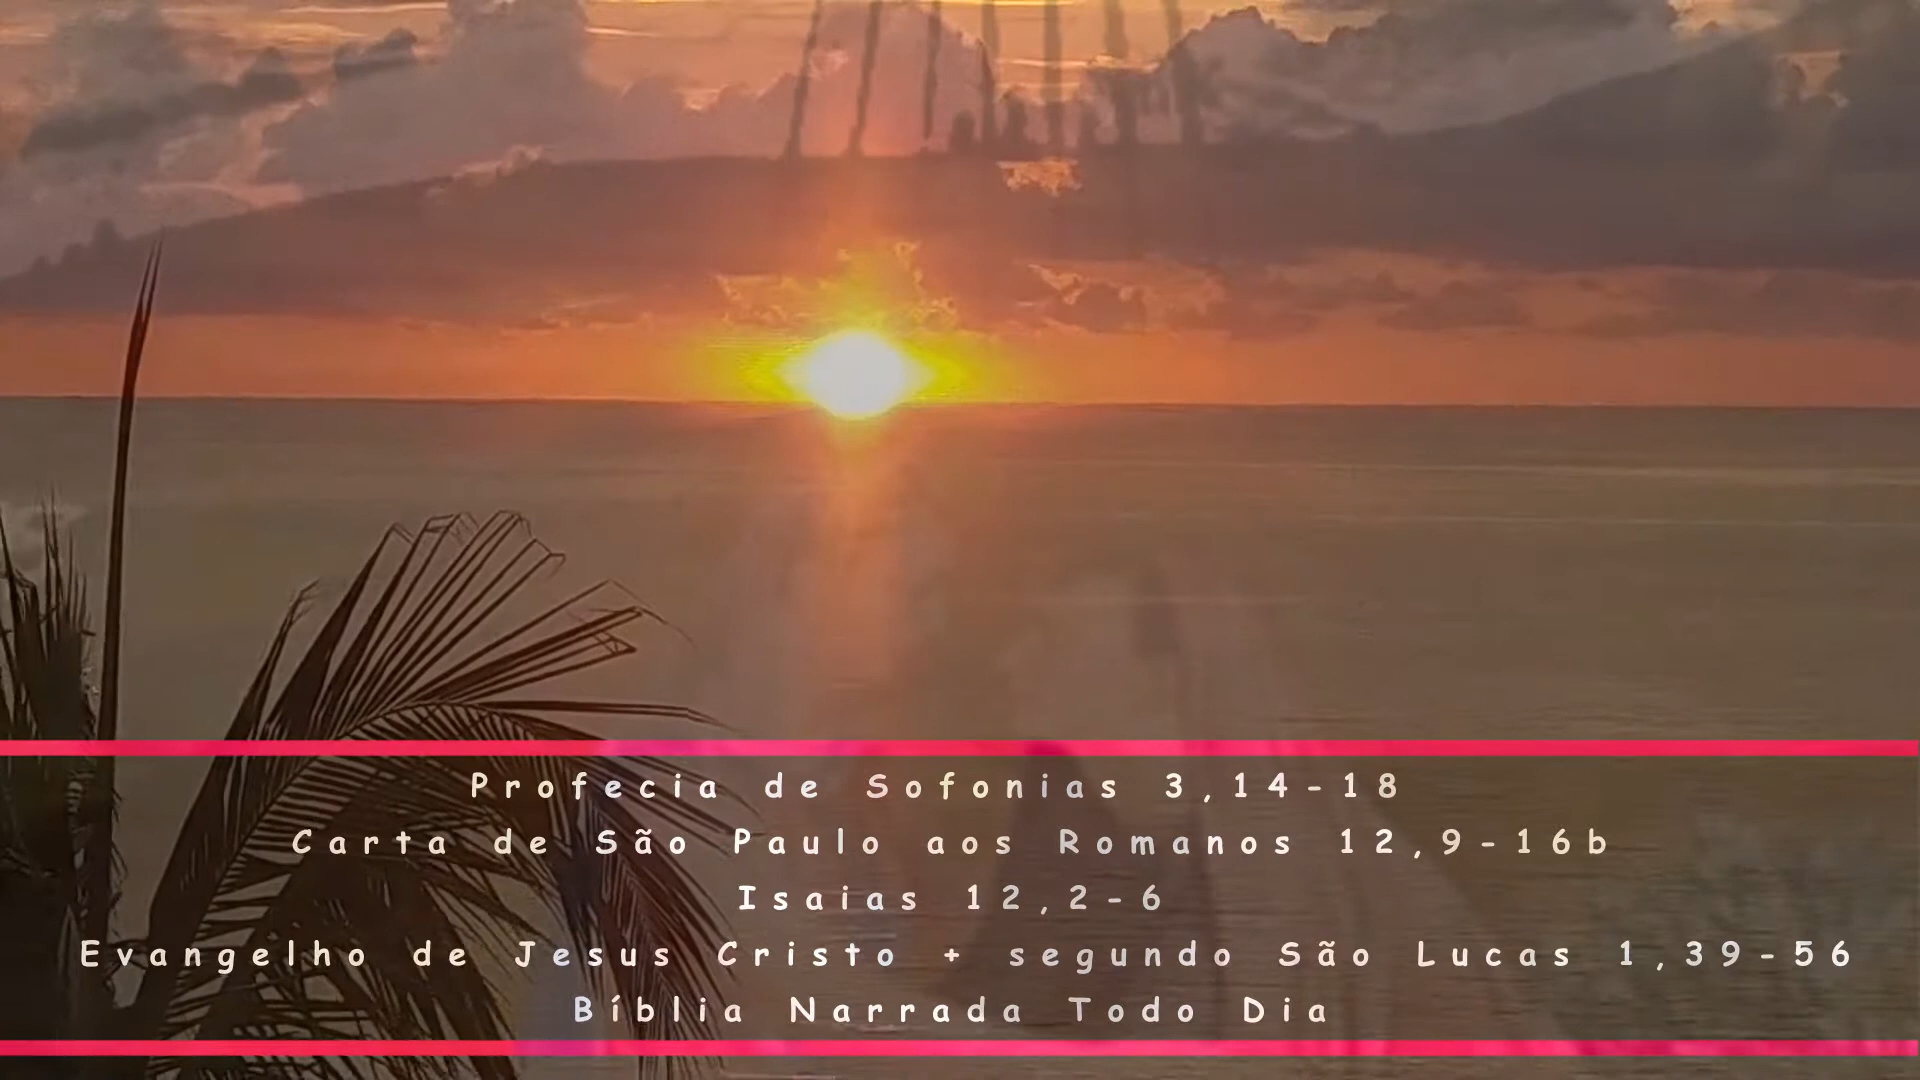 Profecia de Sofonias 3,14-18
Carta de São Paulo aos Romanos 12,9-16b
Isaias 12,2-6
Evangelho de Jesus Cristo + segundo São Lucas 1,39-56
Bíblia Narrada Todo Dia